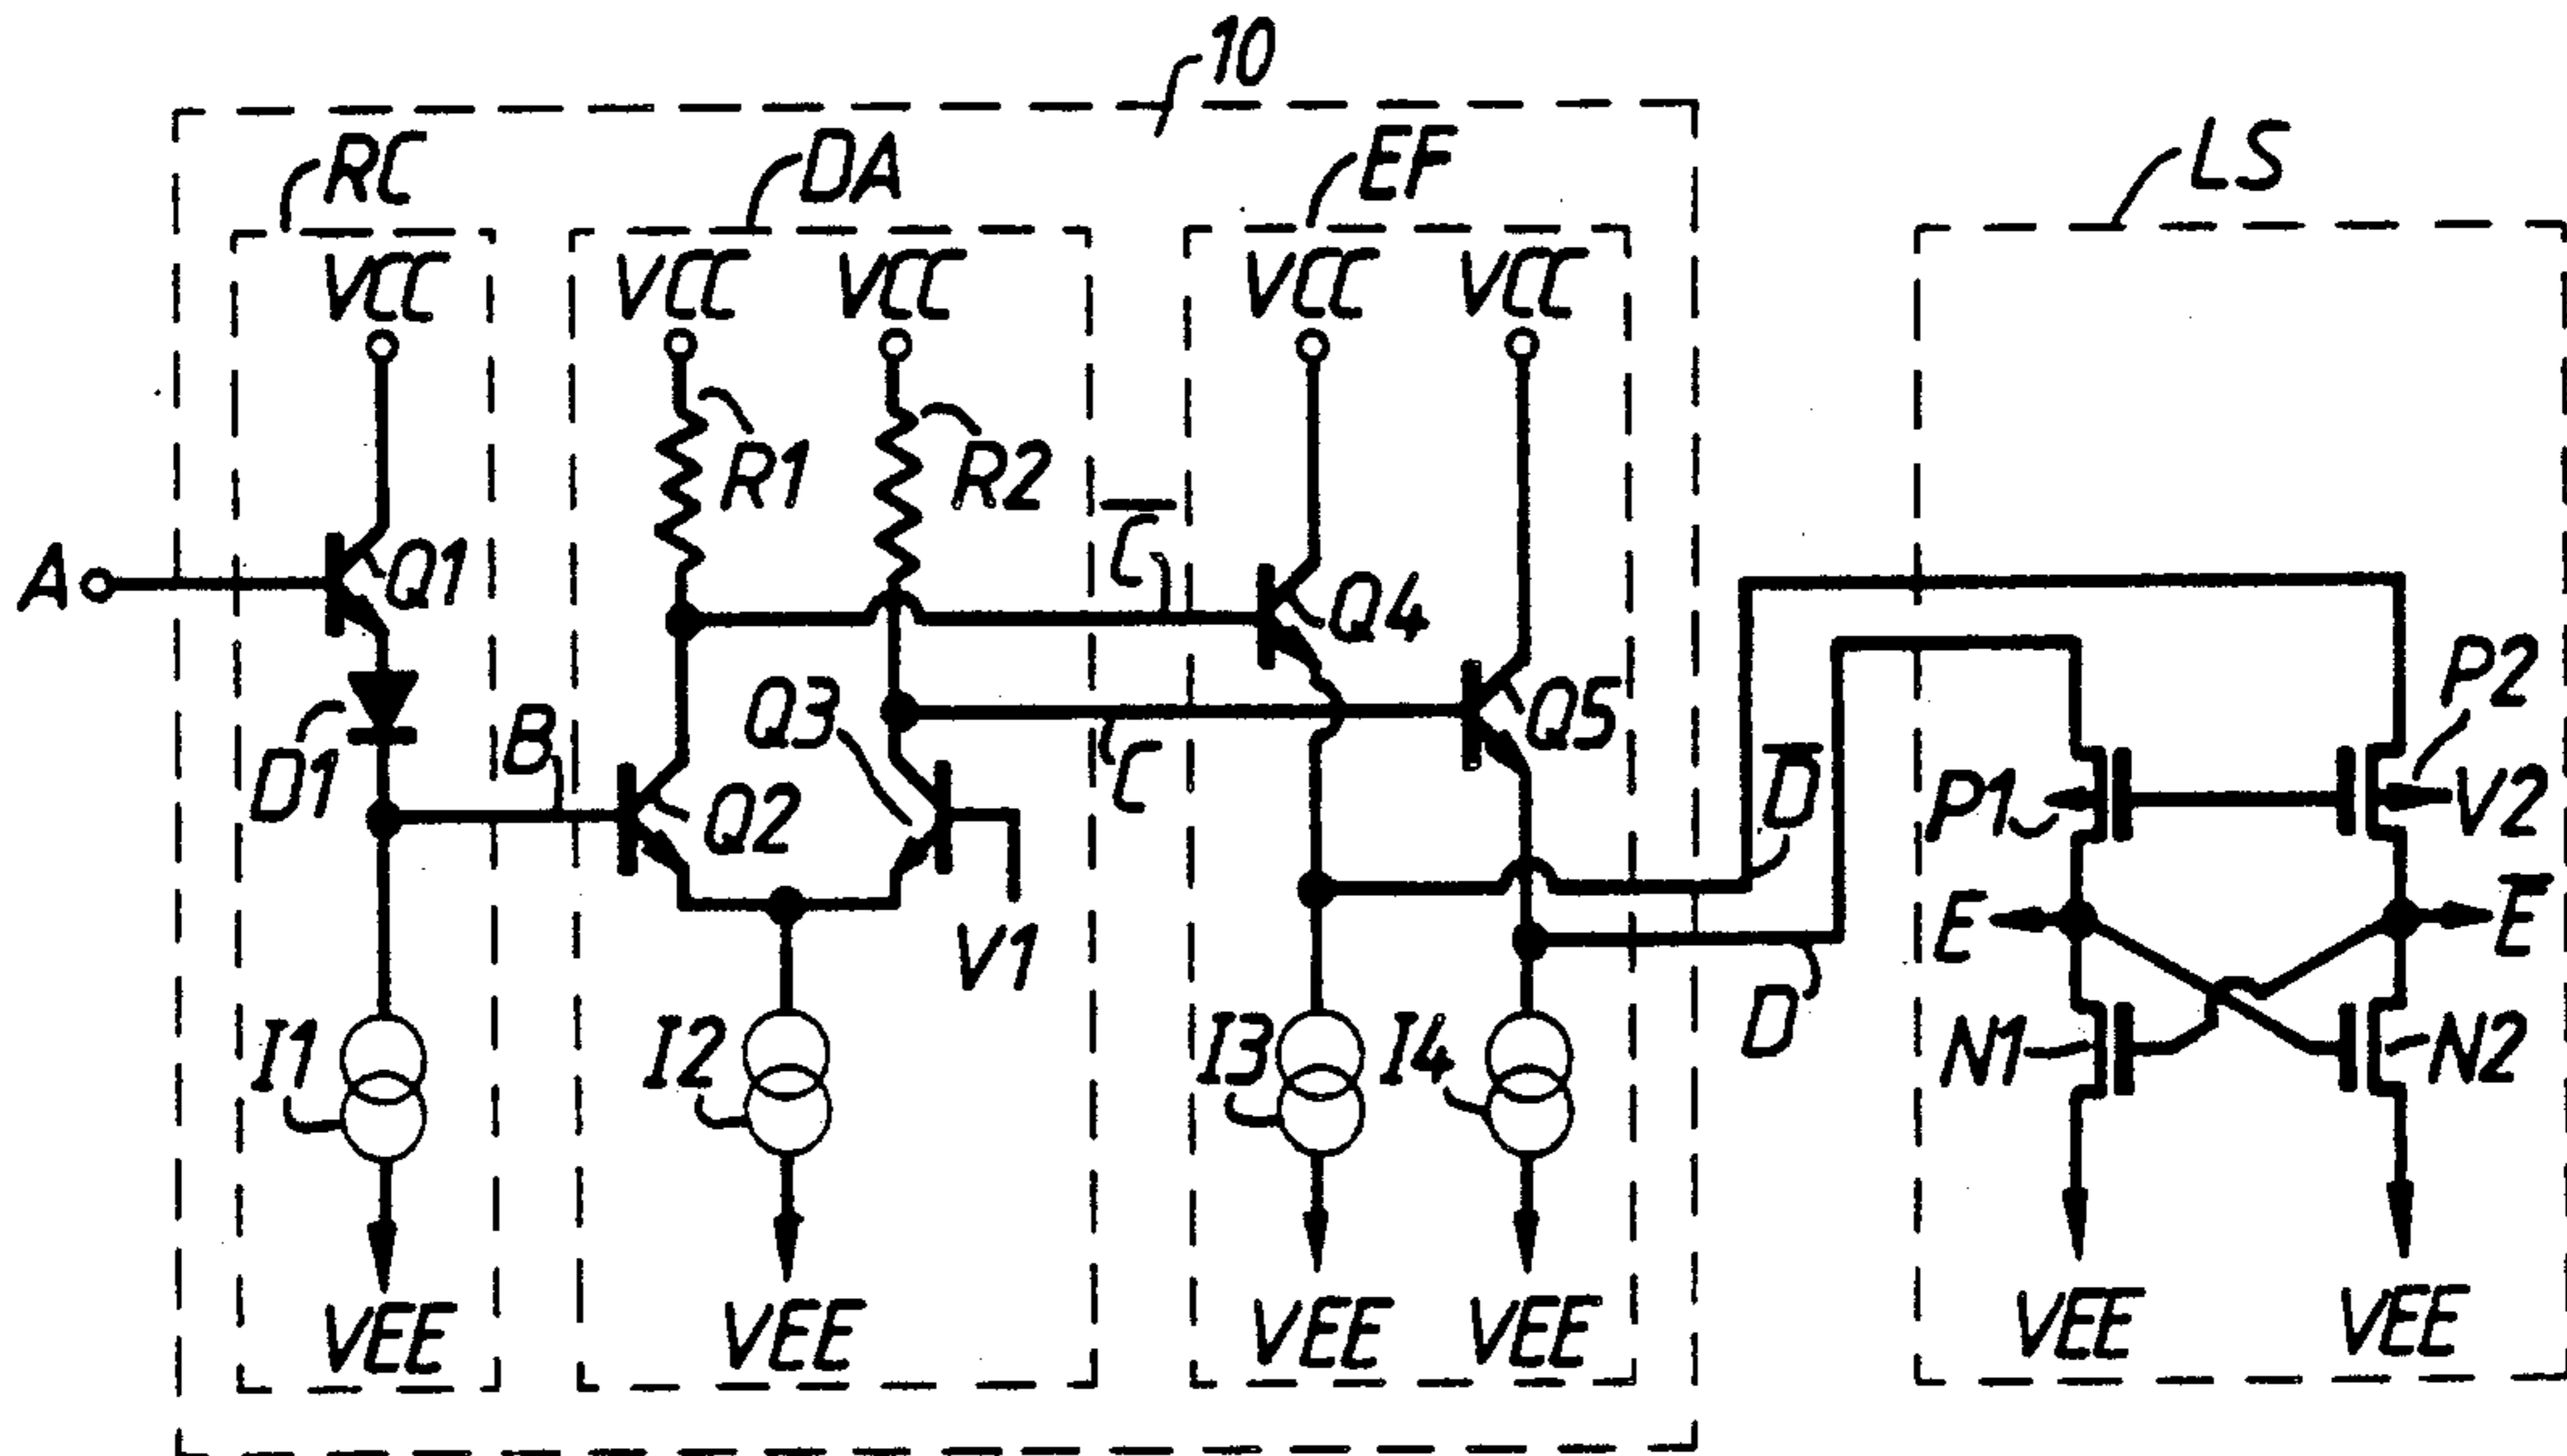 10
RC
DA
EF
LS
VCC
VCC
VCC
VCC
VCC
R1
R2
C̅
A
Q1
Q4
P2
D1
B
Q3
Q2
C
Q5
D̅
P1
V2
V1
E
E̅
I1
I2
I3
I4
D
N1
N2
VEE
VEE
VEE
VEE
VEE
VEE